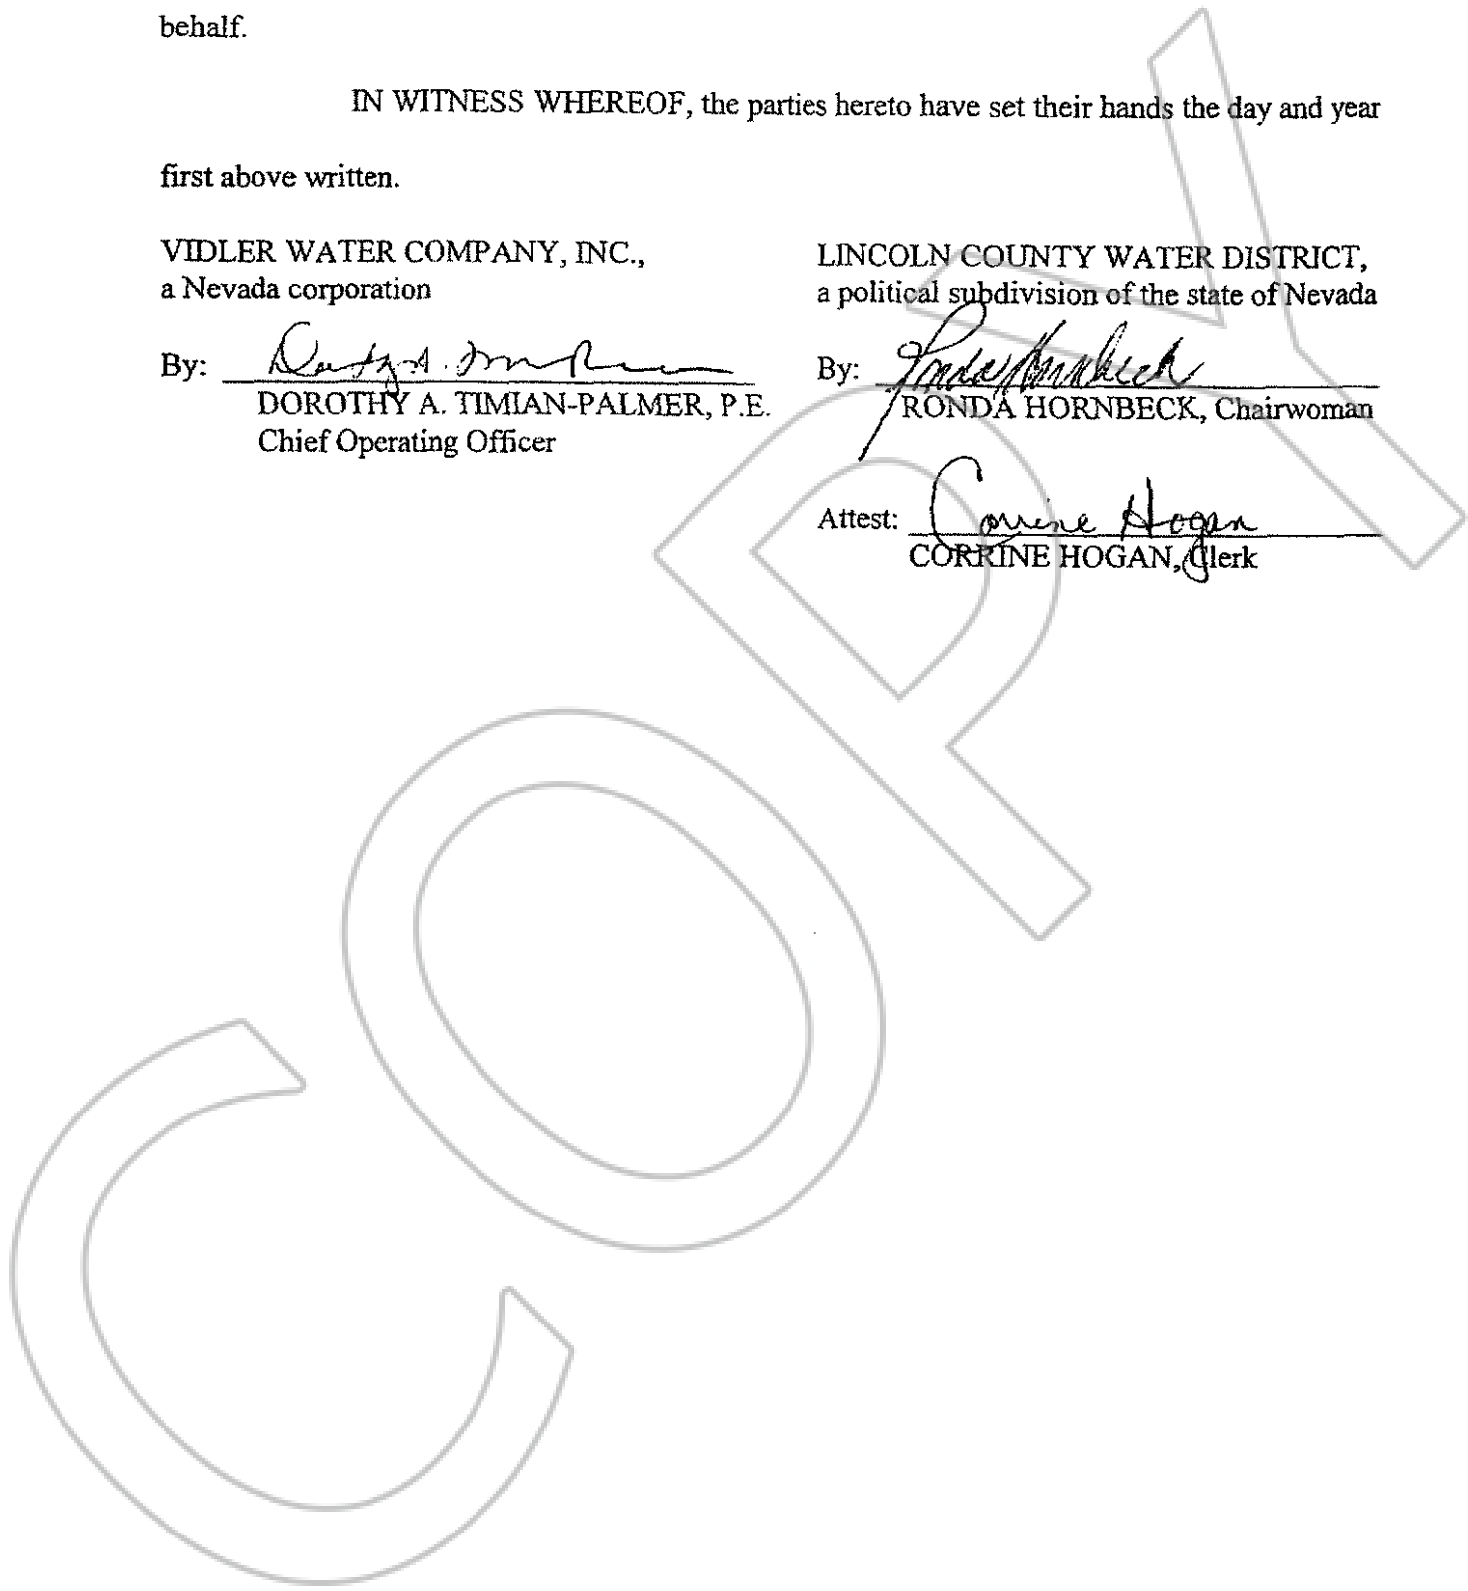 behalf.
IN WITNESS WHEREOF, the parties hereto have set their hands the day and year
first above written.
VIDLER WATER COMPANY, INC.,
a Nevada corporation
By:
DOROTHY A. TIMIAN-PALMER, P.E.
Chief Operating Officer
LINCOLN COUNTY WATER DISTRICT,
a political subdivision of the state of Nevada
By: Ronda Hornbeck
RONDA HORNBECK, Chairwoman
Attest: Corrine Hogan
CORRINE HOGAN, Clerk
COPY